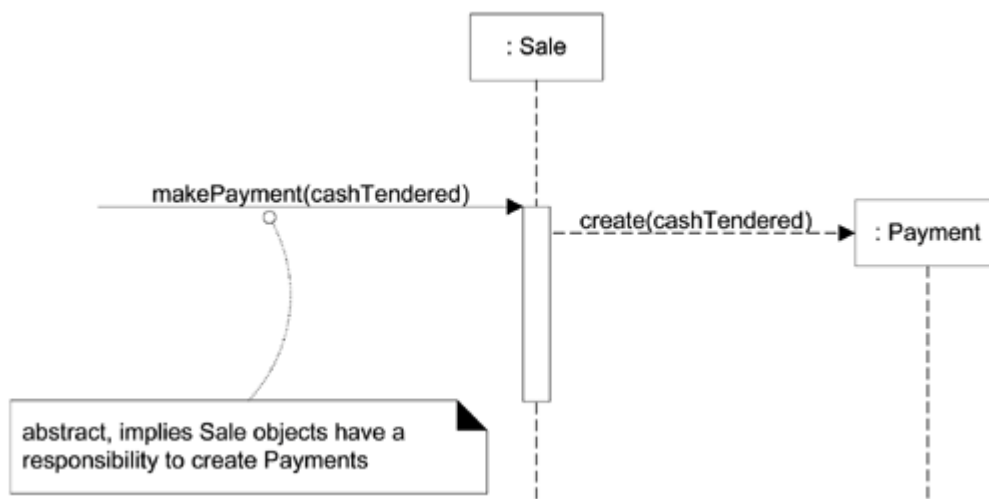 : Sale
makePayment(cashTendered)
create(cashTendered)
: Payment
abstract, implies Sale objects have a
responsibility to create Payments